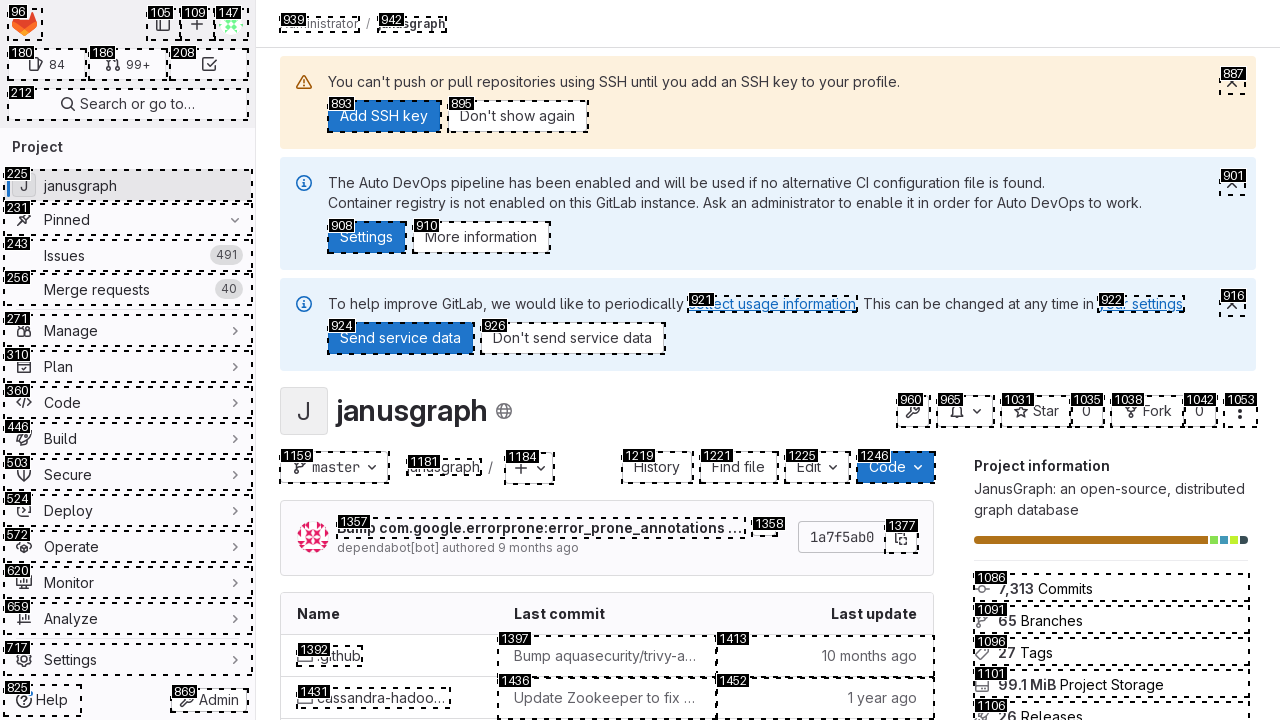 96
105
109
147
939
administrator
/
942
janusgraph
180
84
186
99+
208
212
Search or go to…
Project
225
J
janusgraph
231
Pinned
243
Issues
491
256
Merge requests
40
271
Manage
310
Plan
360
Code
446
Build
503
Secure
524
Deploy
572
Operate
620
Monitor
659
Analyze
717
Settings
825
Help
869
Admin
You can't push or pull repositories using SSH until you add an SSH key to your profile.
887
893
Add SSH key
895
Don't show again
The Auto DevOps pipeline has been enabled and will be used if no alternative CI configuration file is found.
901
Container registry is not enabled on this GitLab instance. Ask an administrator to enable it in order for Auto DevOps to work.
908
Settings
910
More information
To help improve GitLab, we would like to periodically 921 collect usage information. This can be changed at any time in 922 your settings.
916
924
Send service data
926
Don't send service data
J
janusgraph
960
965
1031
Star
1035
0
1038
Fork
1042
0
1053
1159
master
1181
janusgraph /
1184
1219
History
1221
Find file
1225
Edit
1246
Code
1357
Bump com.google.errorprone:error_prone_annotations ...
1358
dependabot[bot] authored 9 months ago
1a7f5ab0
1377
Name
Last commit
Last update
1392
.github
1397
Bump aquasecurity/trivy-a...
1413
10 months ago
1431
cassandra-hadoo...
1436
Update Zookeeper to fix ...
1452
1 year ago
Project information
JanusGraph: an open-source, distributed
graph database
1086
7,313 Commits
1091
65 Branches
1096
27 Tags
1101
99.1 MiB Project Storage
1106
26 Releases